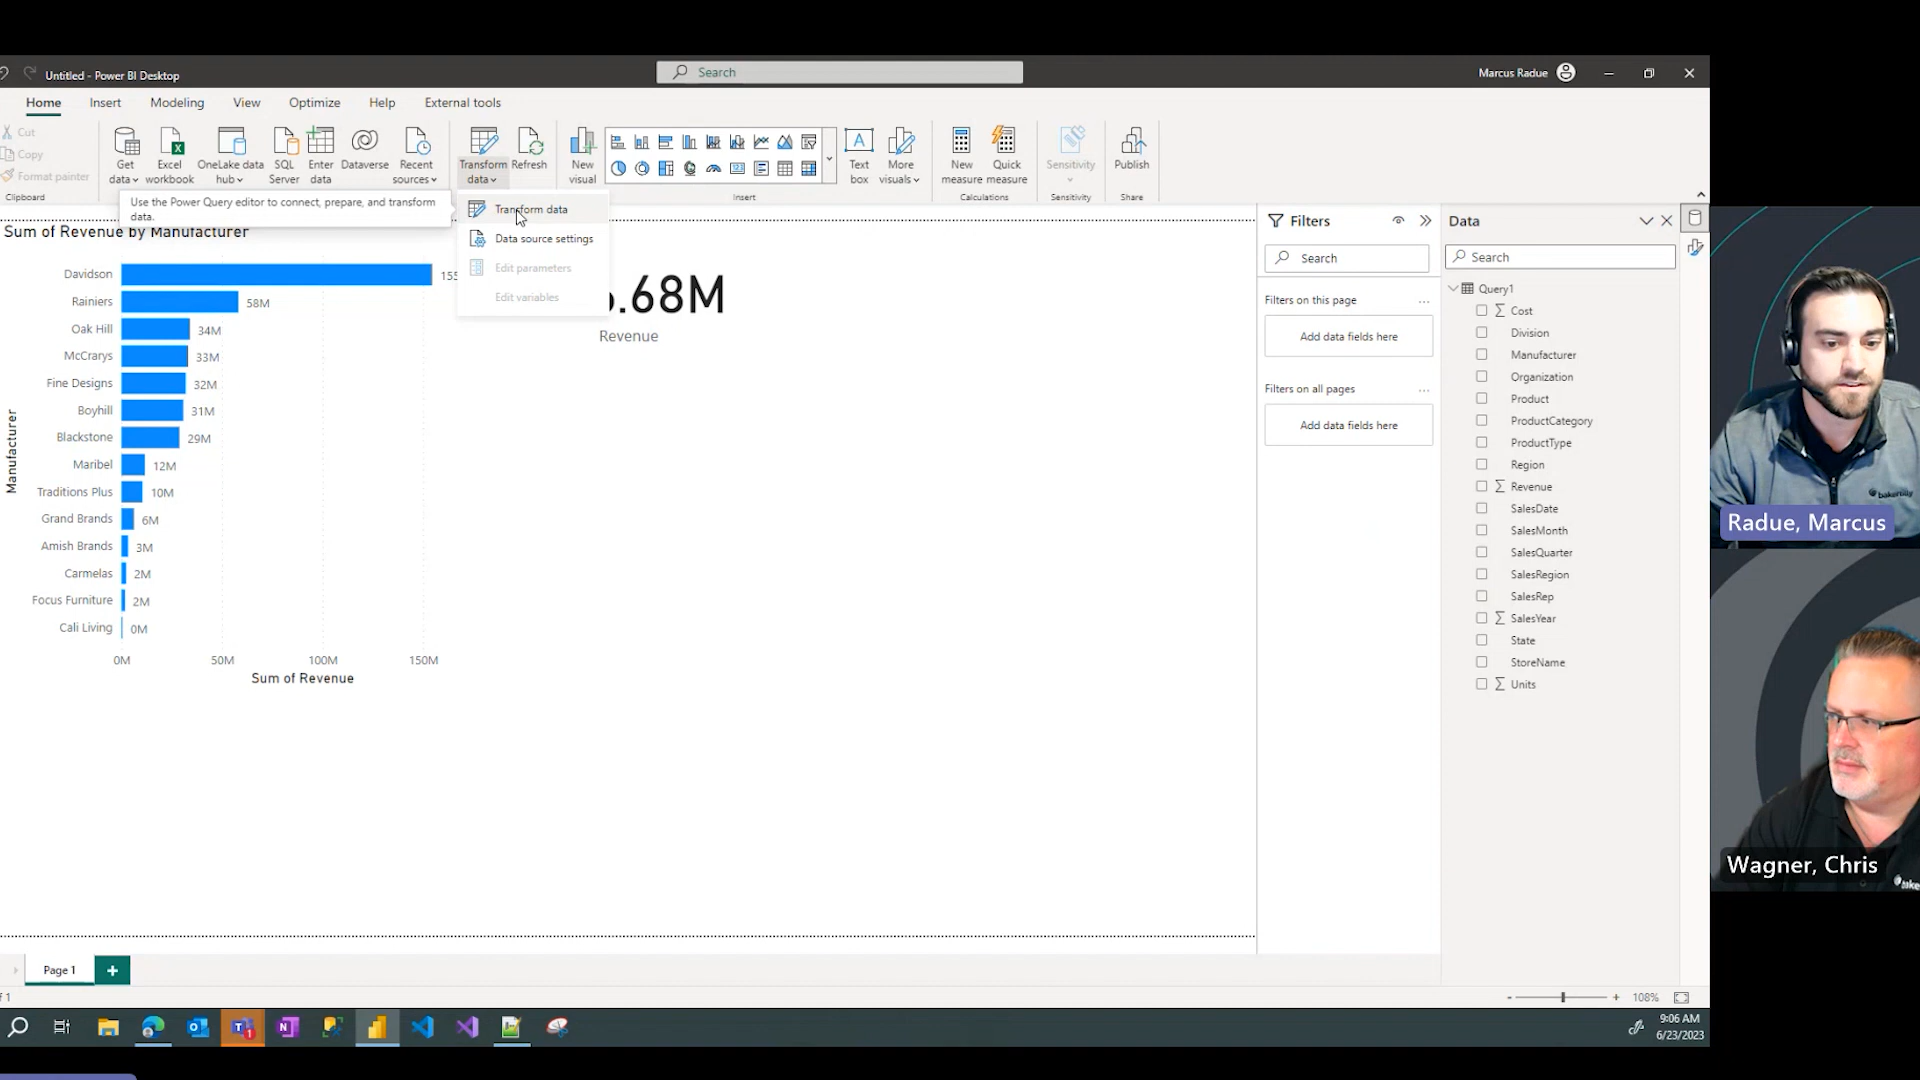 Untitled - Power BI Desktop
Search
Marcus Radue
Home
Insert
Modeling
View
Optimize
Help
External tools
Cut
Copy
Format painter
Clipboard
Get data
Excel workbook
OneLake data hub
SQL Server
Enter data
Dataverse
Recent sources
Transform data
Refresh
New visual
Text box
More visuals
New measure
Quick measure
Sensitivity
Publish
Insert
Calculations
Sensitivity
Share
Use the Power Query editor to connect, prepare, and transform
data.
Transform data
Data source settings
Edit parameters
Edit variables
Sum of Revenue by Manufacturer
Manufacturer
Davidson 155
Rainiers 58M
Oak Hill 34M
McCrarys 33M
Fine Designs 32M
Boyhill 31M
Blackstone 29M
Maribel 12M
Traditions Plus 10M
Grand Brands 6M
Amish Brands 3M
Carmelas 2M
Focus Furniture 2M
Cali Living 0M
0M 50M 100M 150M
Sum of Revenue
.68M
Revenue
Filters
Search
Filters on this page
Add data fields here
Filters on all pages
Add data fields here
Data
Search
Query1
Cost
Division
Manufacturer
Organization
Product
ProductCategory
ProductType
Region
Revenue
SalesDate
SalesMonth
SalesQuarter
SalesRegion
SalesRep
SalesYear
State
StoreName
Units
bakertilly
Radue, Marcus
Wagner, Chris
bake
Page 1
f 1
108%
9:06 AM
6/23/2023